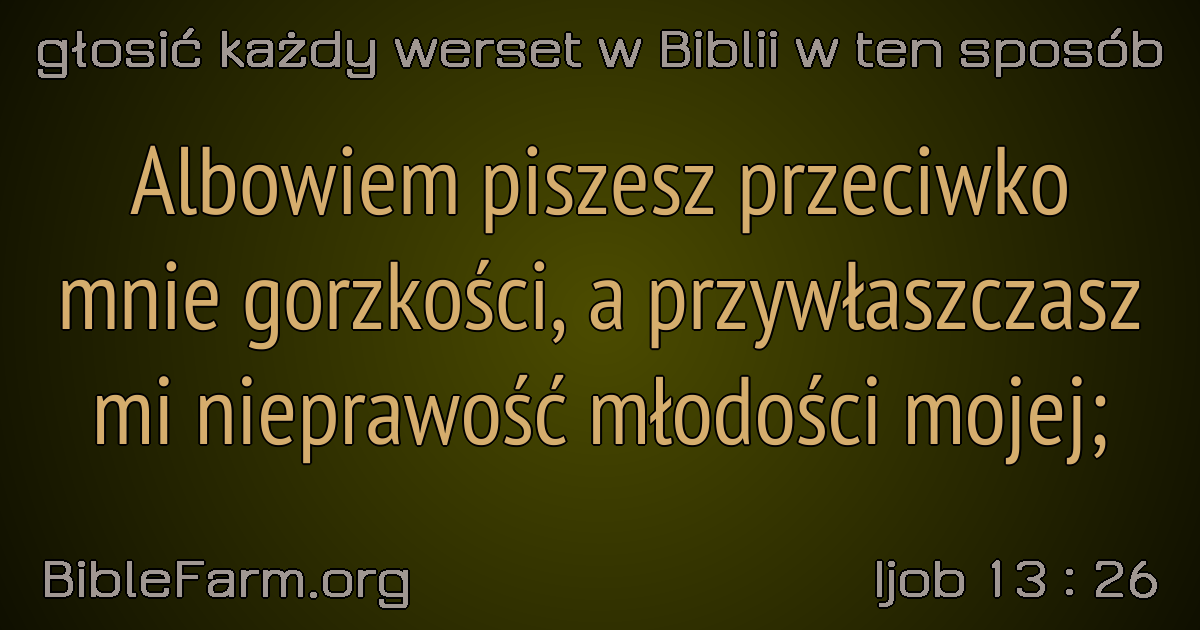 głosić każdy werset w Biblii w ten sposób
Albowiem piszesz przeciwko
mnie gorzkości, a przywłaszczasz
mi nieprawość młodości mojej;
BibleFarm.org
Ijob 13 : 26